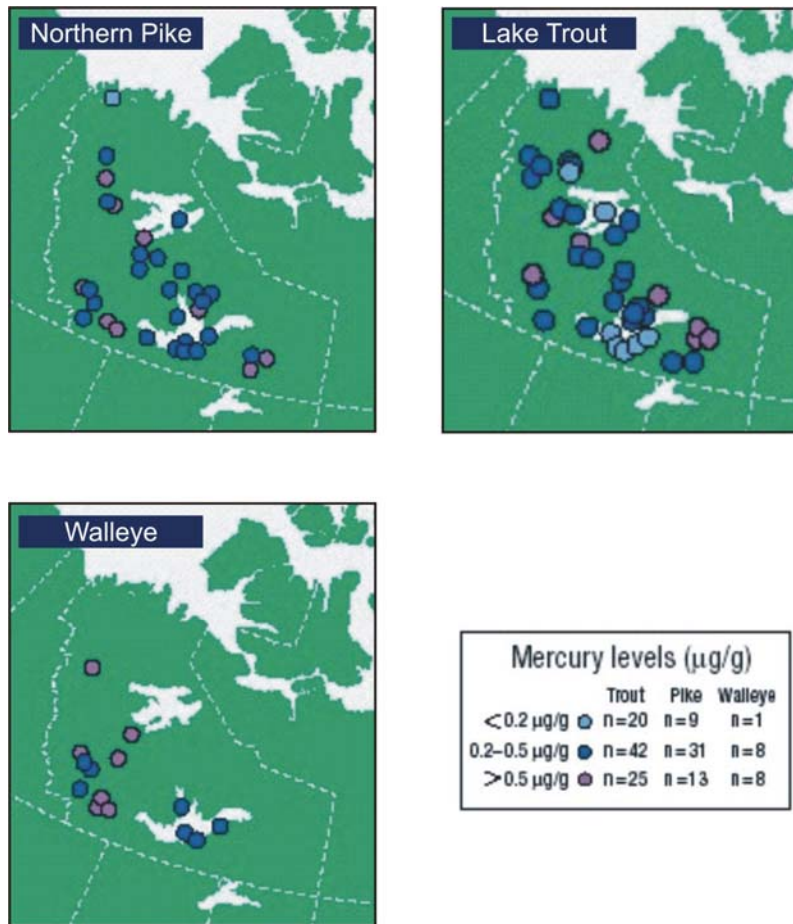 Northern Pike
Lake Trout
Walleye
Mercury levels (µg/g)
Trout Pike Walleye
<0.2 µg/g n=20 n=9 n=1
0.2–0.5 µg/g n=42 n=31 n=8
>0.5 µg/g n=25 n=13 n=8